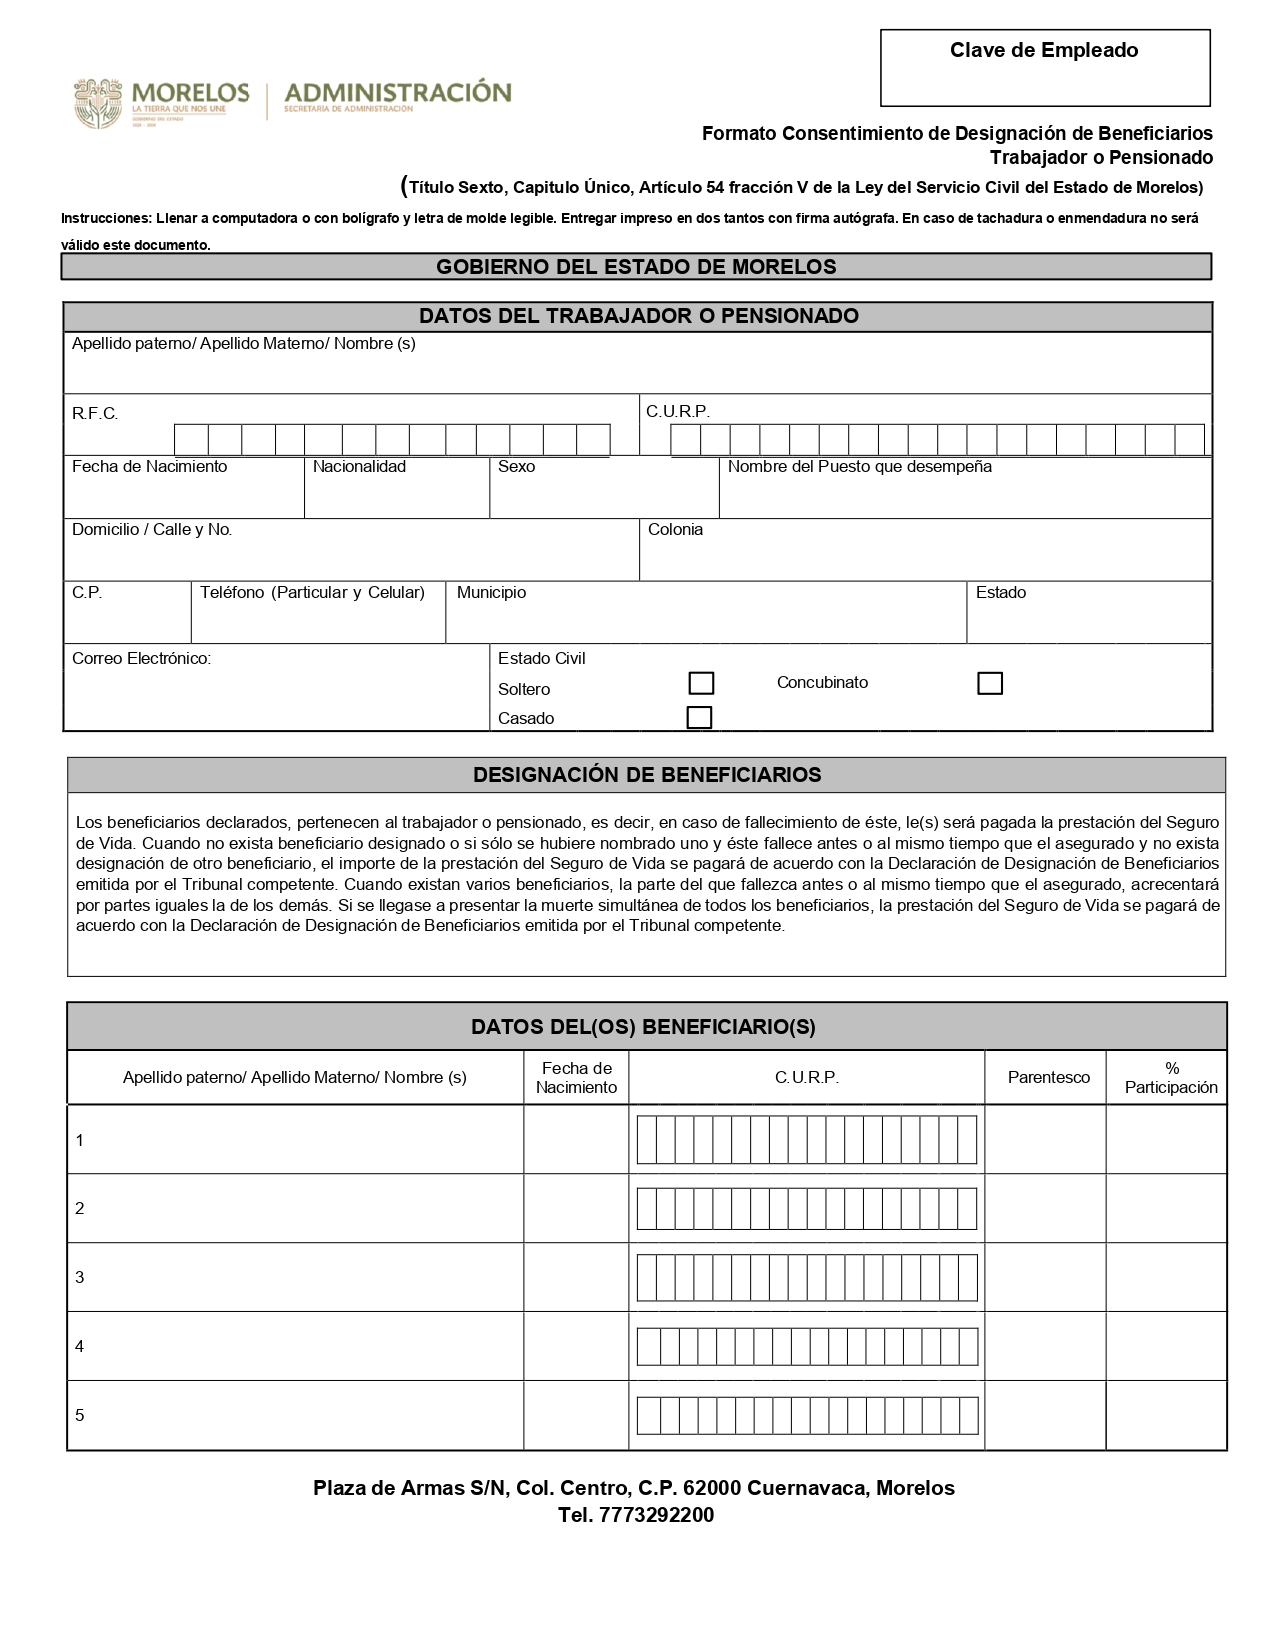 Clave de Empleado
MORELOS
LA TIERRA QUE NOS UNE
GOBIERNO DEL ESTADO
2024 - 2030
ADMINISTRACIÓN
SECRETARÍA DE ADMINISTRACIÓN
Formato Consentimiento de Designación de Beneficiarios
Trabajador o Pensionado
(Título Sexto, Capitulo Único, Artículo 54 fracción V de la Ley del Servicio Civil del Estado de Morelos)
Instrucciones: Llenar a computadora o con bolígrafo y letra de molde legible. Entregar impreso en dos tantos con firma autógrafa. En caso de tachadura o enmendadura no será
válido este documento.
GOBIERNO DEL ESTADO DE MORELOS
DATOS DEL TRABAJADOR O PENSIONADO
Apellido paterno/ Apellido Materno/ Nombre (s)
R.F.C. C.U.R.P.
Fecha de Nacimiento Nacionalidad Sexo Nombre del Puesto que desempeña
Domicilio / Calle y No. Colonia
C.P. Teléfono (Particular y Celular) Municipio Estado
Correo Electrónico: Estado Civil
Soltero Concubinato
Casado
DESIGNACIÓN DE BENEFICIARIOS
Los beneficiarios declarados, pertenecen al trabajador o pensionado, es decir, en caso de fallecimiento de éste, le(s) será pagada la prestación del Seguro
de Vida. Cuando no exista beneficiario designado o si sólo se hubiere nombrado uno y éste fallece antes o al mismo tiempo que el asegurado y no exista
designación de otro beneficiario, el importe de la prestación del Seguro de Vida se pagará de acuerdo con la Declaración de Designación de Beneficiarios
emitida por el Tribunal competente. Cuando existan varios beneficiarios, la parte del que fallezca antes o al mismo tiempo que el asegurado, acrecentará
por partes iguales la de los demás. Si se llegase a presentar la muerte simultánea de todos los beneficiarios, la prestación del Seguro de Vida se pagará de
acuerdo con la Declaración de Designación de Beneficiarios emitida por el Tribunal competente.
DATOS DEL(OS) BENEFICIARIO(S)
Apellido paterno/ Apellido Materno/ Nombre (s)
Fecha de
Nacimiento
C.U.R.P.
Parentesco
%
Participación
1
2
3
4
5
Plaza de Armas S/N, Col. Centro, C.P. 62000 Cuernavaca, Morelos
Tel. 7773292200